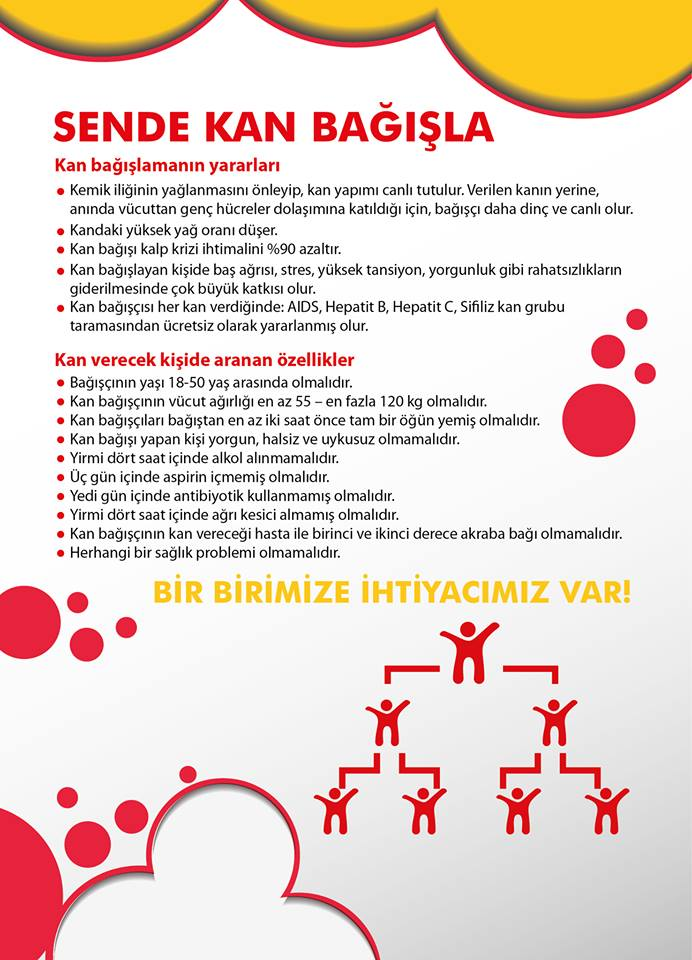 SENDE KAN BAĞIŞLA
Kan bağışlamanın yararları
• Kemik iliğinin yağlanmasını önleyip, kan yapımı canlı tutulur. Verilen kanın yerine,
anında vücuttan genç hücreler dolaşımına katıldığı için, bağışçı daha dinç ve canlı olur.
• Kandaki yüksek yağ oranı düşer.
• Kan bağışı kalp krizi ihtimalini %90 azaltır.
• Kan bağışlayan kişide baş ağrısı, stres, yüksek tansiyon, yorgunluk gibi rahatsızlıkların
giderilmesinde çok büyük katkısı olur.
• Kan bağışçısı her kan verdiğinde: AIDS, Hepatit B, Hepatit C, Sifiliz kan grubu
taramasından ücretsiz olarak yararlanmış olur.
Kan verecek kişide aranan özellikler
• Bağışçının yaşı 18-50 yaş arasında olmalıdır.
• Kan bağışçının vücut ağırlığı en az 55 – en fazla 120 kg olmalıdır.
• Kan bağışçıları bağıştan en az iki saat önce tam bir öğün yemiş olmalıdır.
• Kan bağışı yapan kişi yorgun, halsiz ve uykusuz olmamalıdır.
• Yirmi dört saat içinde alkol alınmamalıdır.
• Üç gün içinde aspirin içmemiş olmalıdır.
• Yedi gün içinde antibiyotik kullanmamış olmalıdır.
• Yirmi dört saat içinde ağrı kesici almamış olmalıdır.
• Kan bağışçının kan vereceği hasta ile birinci ve ikinci derece akraba bağı olmamalıdır.
• Herhangi bir sağlık problemi olmamalıdır.
BİR BİRİMİZE İHTİYACIMIZ VAR!